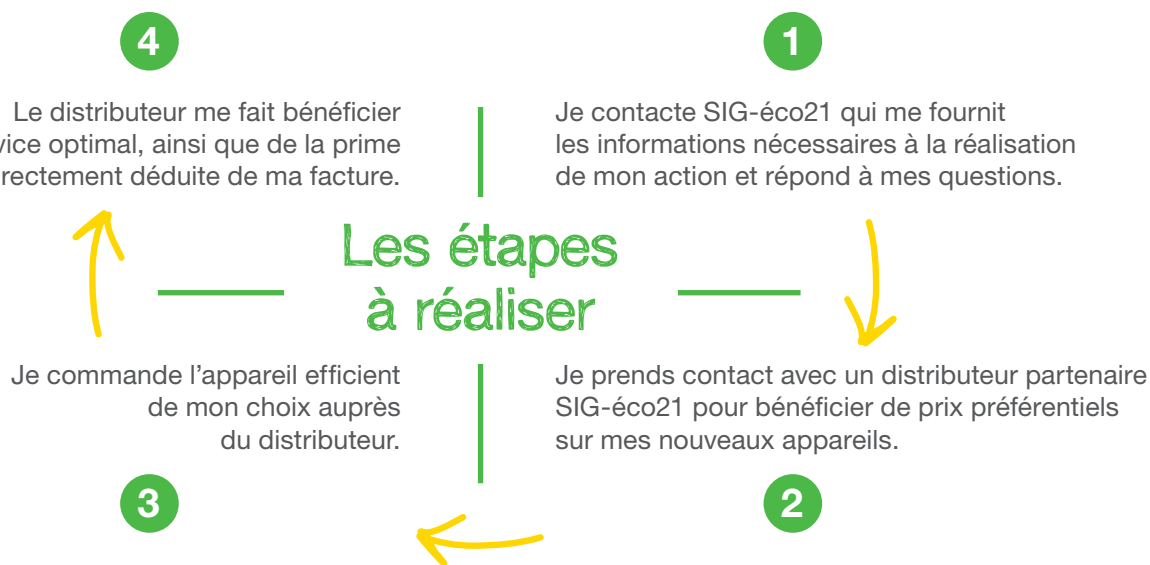 4
Le distributeur me fait bénéficier
optimal, ainsi que de la prime
déduite de ma facture.
1
Je contacte SIG-éco21 qui me fournit
les informations nécessaires à la réalisation
de mon action et répond à mes questions.
Les étapes
à réaliser
Je commande l’appareil efficient
de mon choix auprès
du distributeur.
3
Je prends contact avec un distributeur partenaire
SIG-éco21 pour bénéficier de prix préférentiels
sur mes nouveaux appareils.
2